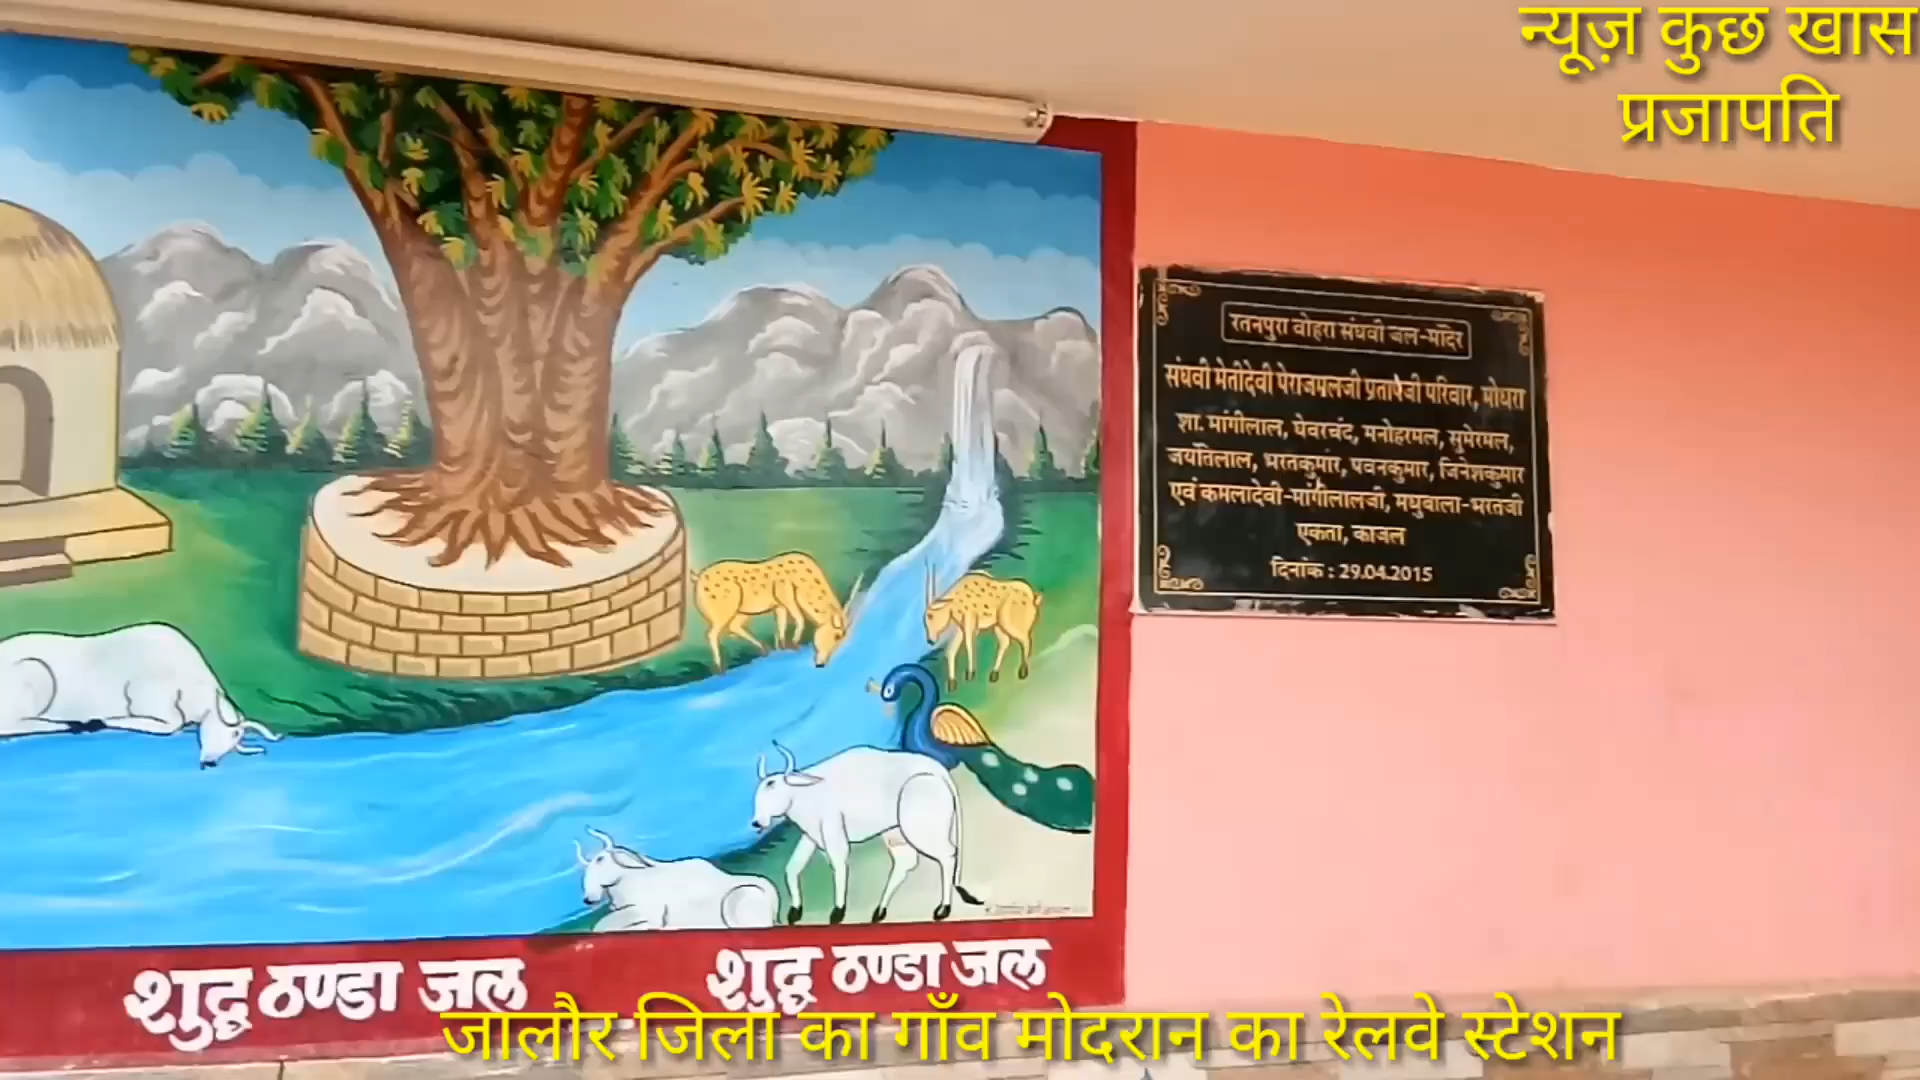 न्यूज़ कुछ खास
प्रजापति
रतनपुरा वोहरा संघवी जल-मंदिर
संघवी मेतीदेवी पेराजमलजी प्रतापजी परिवार, मोधरा
शा. मांगीलाल, घेवरचंद, मनोहरमल, सुमेरमल,
जयंतिलाल, भरतकुमार, पवनकुमार, जिनेशकुमार
एवं कमलादेवी-मांगीलालजी, मधुबाला-भरतजी
एकता, काजल
दिनांक : 29.04.2015
शुद्ध ठण्डा जल
शुद्ध ठण्डा जल
जालौर जिला का गाँव मोदरान का रेलवे स्टेशन